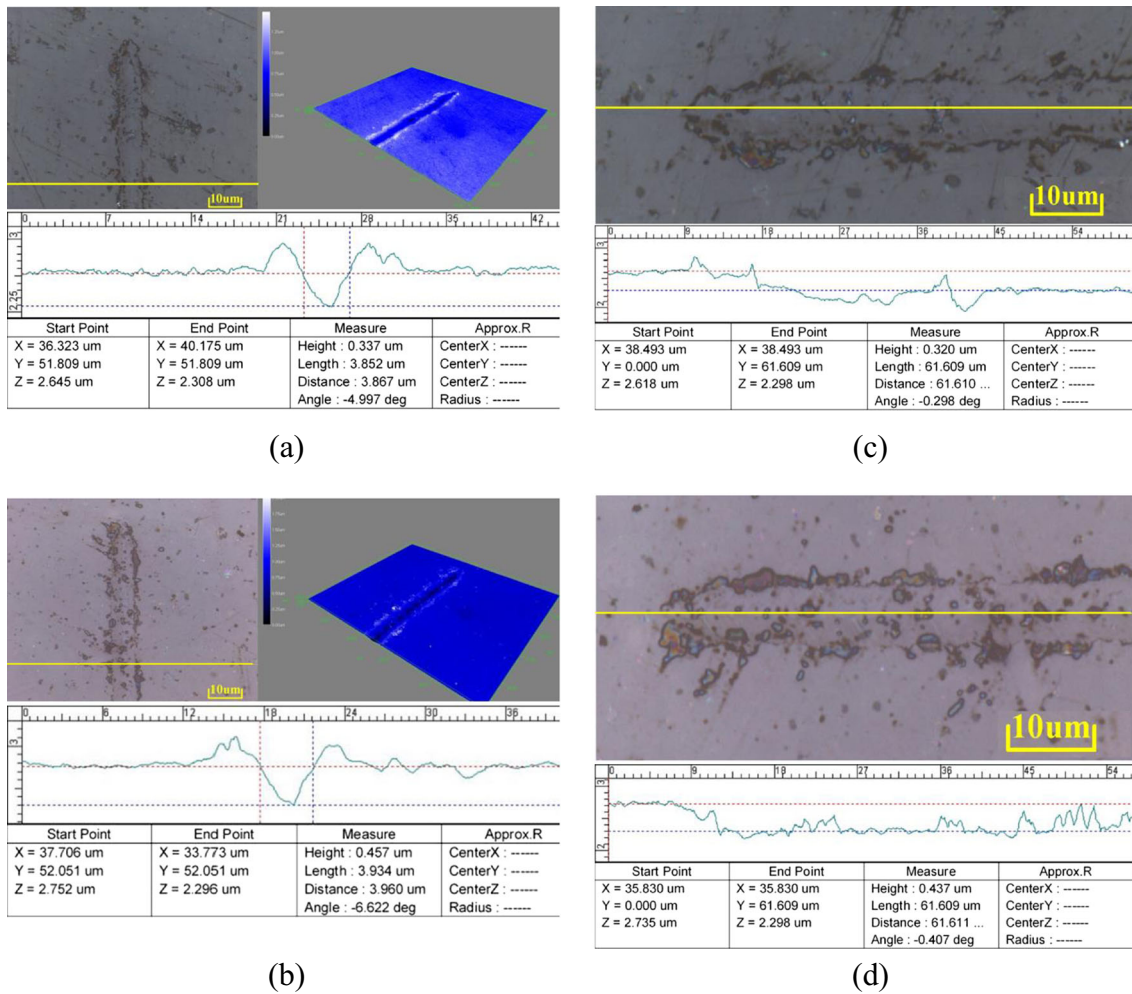 10um
0 7 14 21 28 35 42
3
2.25
Start Point End Point Measure Approx.R
X = 36.323 um X = 40.175 um Height : 0.337 um CenterX : ------
Y = 51.809 um Y = 51.809 um Length : 3.852 um CenterY : ------
Z = 2.645 um Z = 2.308 um Distance : 3.867 um CenterZ : ------
Angle : -4.997 deg Radius : ------
(a)
10um
0 9 18 27 36 45 54
3
2
Start Point End Point Measure Approx.R
X = 38.493 um X = 38.493 um Height : 0.320 um CenterX : ------
Y = 0.000 um Y = 61.609 um Length : 61.609 um CenterY : ------
Z = 2.618 um Z = 2.298 um Distance : 61.610 ... CenterZ : ------
Angle : -0.298 deg Radius : ------
(c)
10um
0 6 12 18 24 30 36
3
Start Point End Point Measure Approx.R
X = 37.706 um X = 33.773 um Height : 0.457 um CenterX : ------
Y = 52.051 um Y = 52.051 um Length : 3.934 um CenterY : ------
Z = 2.752 um Z = 2.296 um Distance : 3.960 um CenterZ : ------
Angle : -6.622 deg Radius : ------
(b)
10um
0 9 18 27 36 45 54
3
2
Start Point End Point Measure Approx.R
X = 35.830 um X = 35.830 um Height : 0.437 um CenterX : ------
Y = 0.000 um Y = 61.609 um Length : 61.609 um CenterY : ------
Z = 2.735 um Z = 2.298 um Distance : 61.611 ... CenterZ : ------
Angle : -0.407 deg Radius : ------
(d)